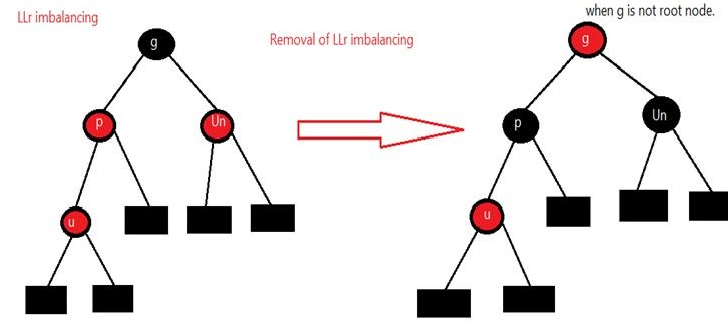 LLr imbalancing
Removal of LLr imbalancing
when g is not root node.
g
p
Un
u
g
p
Un
u